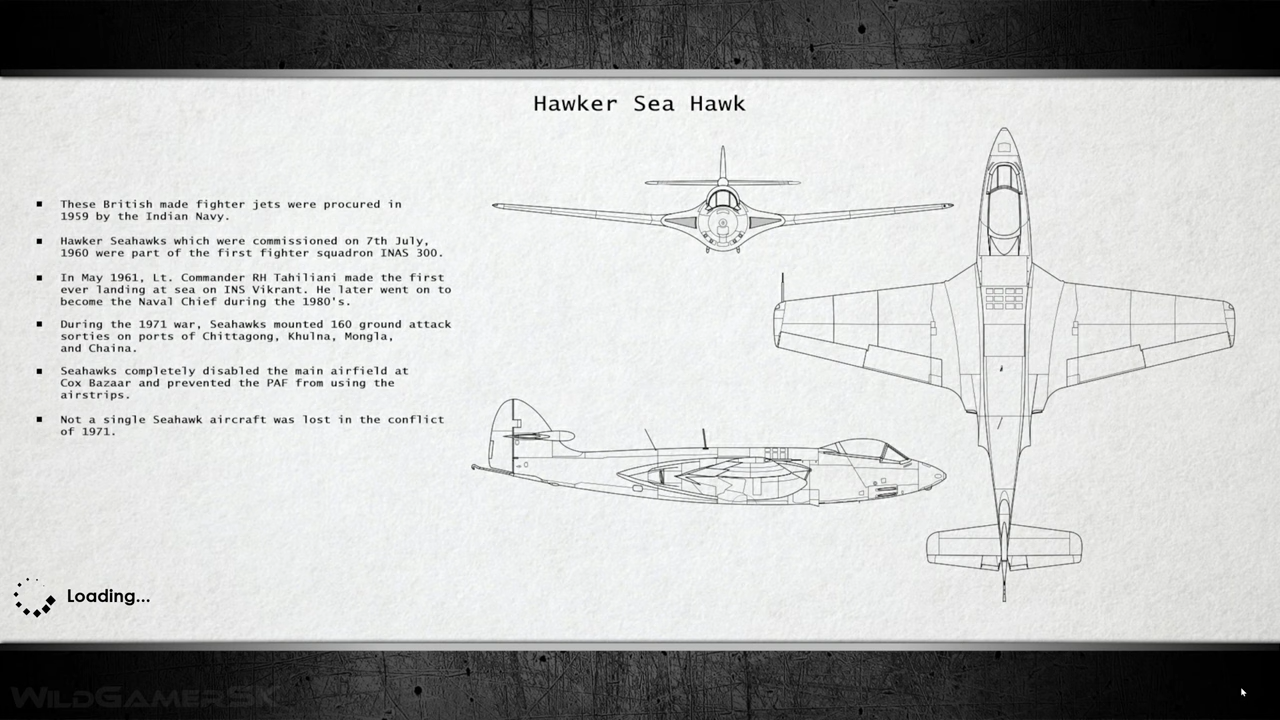 Hawker Sea Hawk
▪ These British made fighter jets were procured in
1959 by the Indian Navy.
▪ Hawker Seahawks which were commissioned on 7th July,
1960 were part of the first fighter squadron INAS 300.
▪ In May 1961, Lt. Commander RH Tahiliani made the first
ever landing at sea on INS Vikrant. He later went on to
become the Naval Chief during the 1980's.
▪ During the 1971 war, Seahawks mounted 160 ground attack
sorties on ports of Chittagong, Khulna, Mongla,
and Chaina.
▪ Seahawks completely disabled the main airfield at
Cox Bazaar and prevented the PAF from using the
airstrips.
▪ Not a single Seahawk aircraft was lost in the conflict
of 1971.
Loading...
WildGamerSK